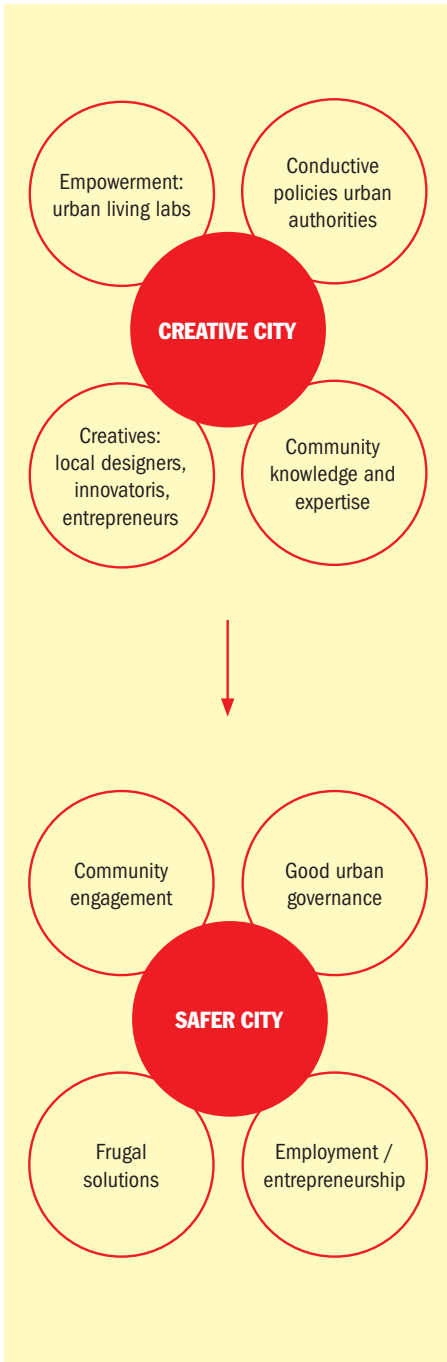 Empowerment:
urban living labs
Conductive
policies urban
authorities
CREATIVE CITY
Creatives:
local designers,
innovatoris,
entrepreneurs
Community
knowledge and
expertise
Community
engagement
Good urban
governance
SAFER CITY
Frugal
solutions
Employment /
entrepreneurship